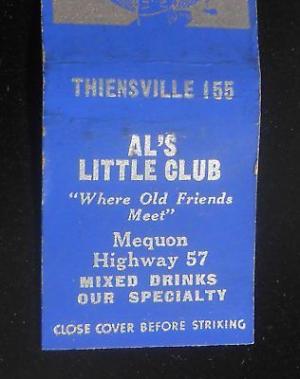 THIENSVILLE 155
AL'S
LITTLE CLUB
"Where Old Friends
Meet"
Mequon
Highway 57
MIXED DRINKS
OUR SPECIALTY
CLOSE COVER BEFORE STRIKING